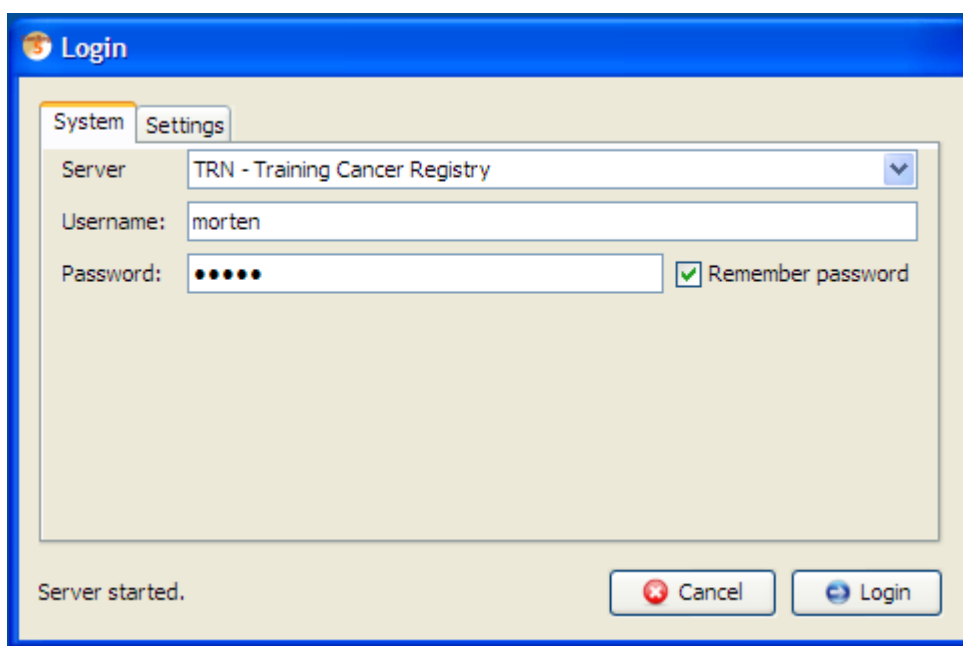 Login
System Settings
Server TRN - Training Cancer Registry
Username: morten
Password: ●●●●● Remember password
Server started. Cancel Login